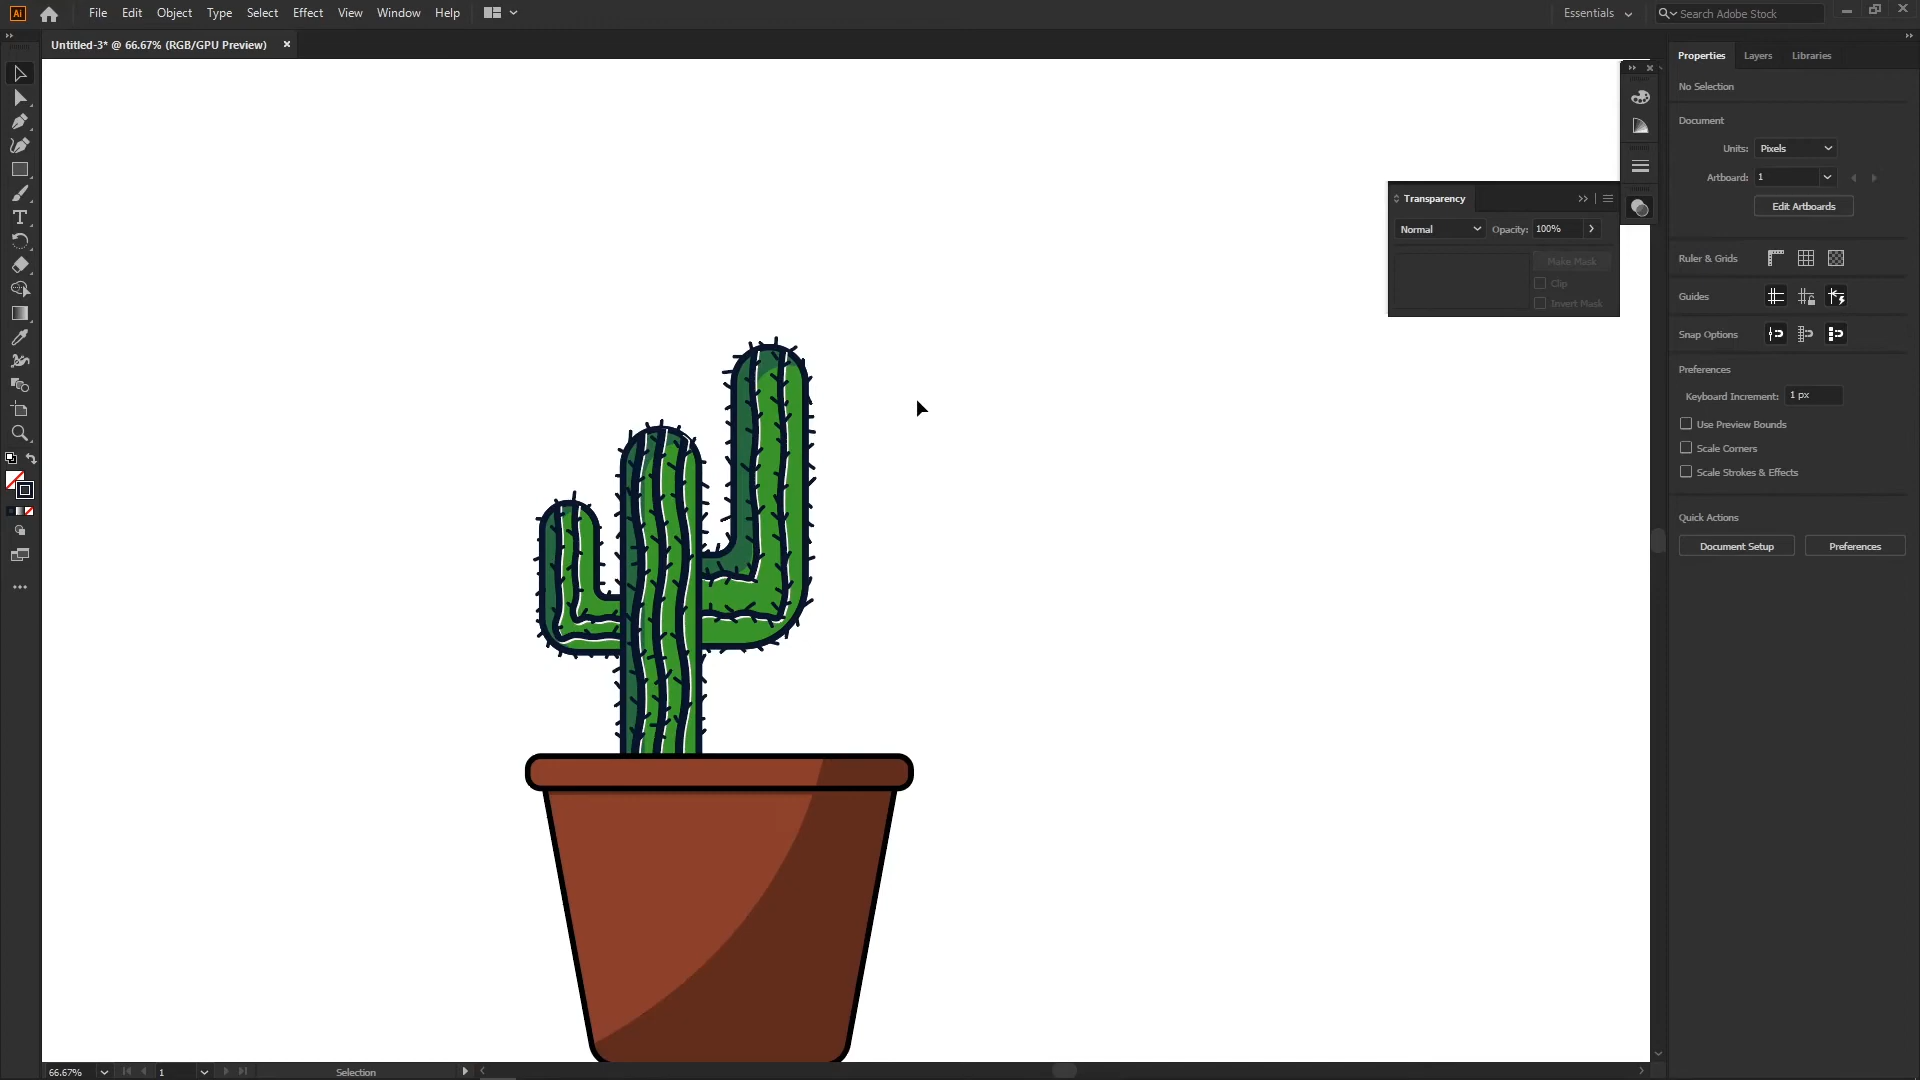 Ai File Edit Object Type Select Effect View Window Help Essentials Search Adobe Stock
Untitled-3* @ 66.67% (RGB/GPU Preview)
Properties Layers Libraries
No Selection
Document
Units: Pixels
Artboard: 1
Edit Artboards
Transparency
Normal Opacity: 100%
Make Mask
Clip
Invert Mask
Ruler & Grids
Guides
Snap Options
Preferences
Keyboard Increment: 1 px
Use Preview Bounds
Scale Corners
Scale Strokes & Effects
Quick Actions
Document Setup Preferences
66.67% 1 Selection